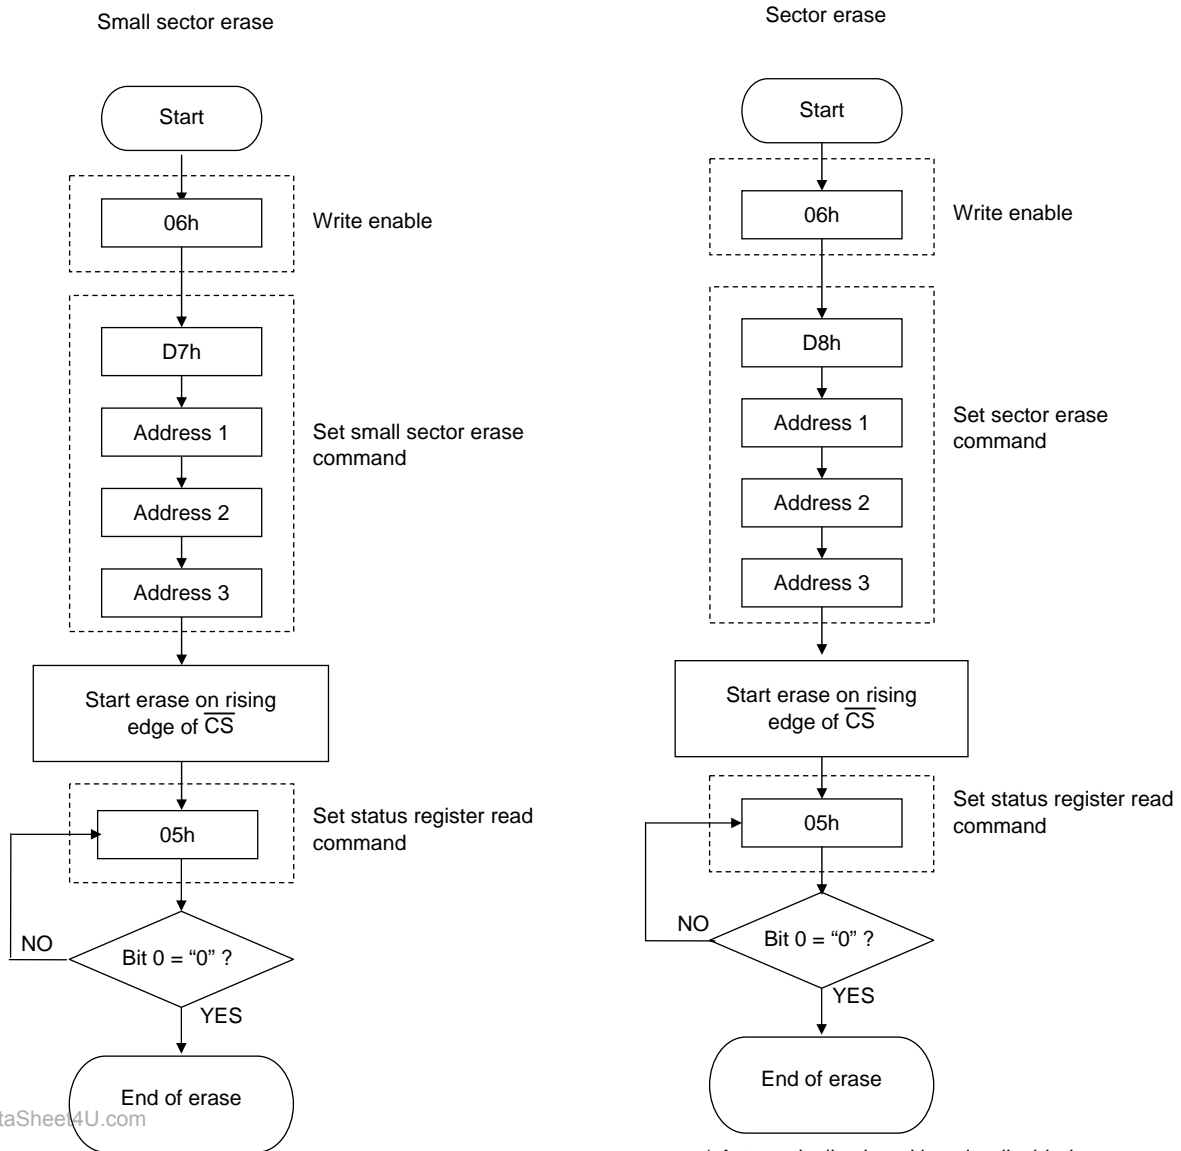 Small sector erase
Start
06h
Write enable
D7h
Address 1
Address 2
Address 3
Set small sector erase
command
Start erase on rising
edge of CS
05h
Set status register read
command
NO
Bit 0 = “0” ?
YES
End of erase
taSheet4U.com
Sector erase
Start
06h
Write enable
D8h
Address 1
Address 2
Address 3
Set sector erase
command
Start erase on rising
edge of CS
05h
Set status register read
command
NO
Bit 0 = “0” ?
YES
End of erase